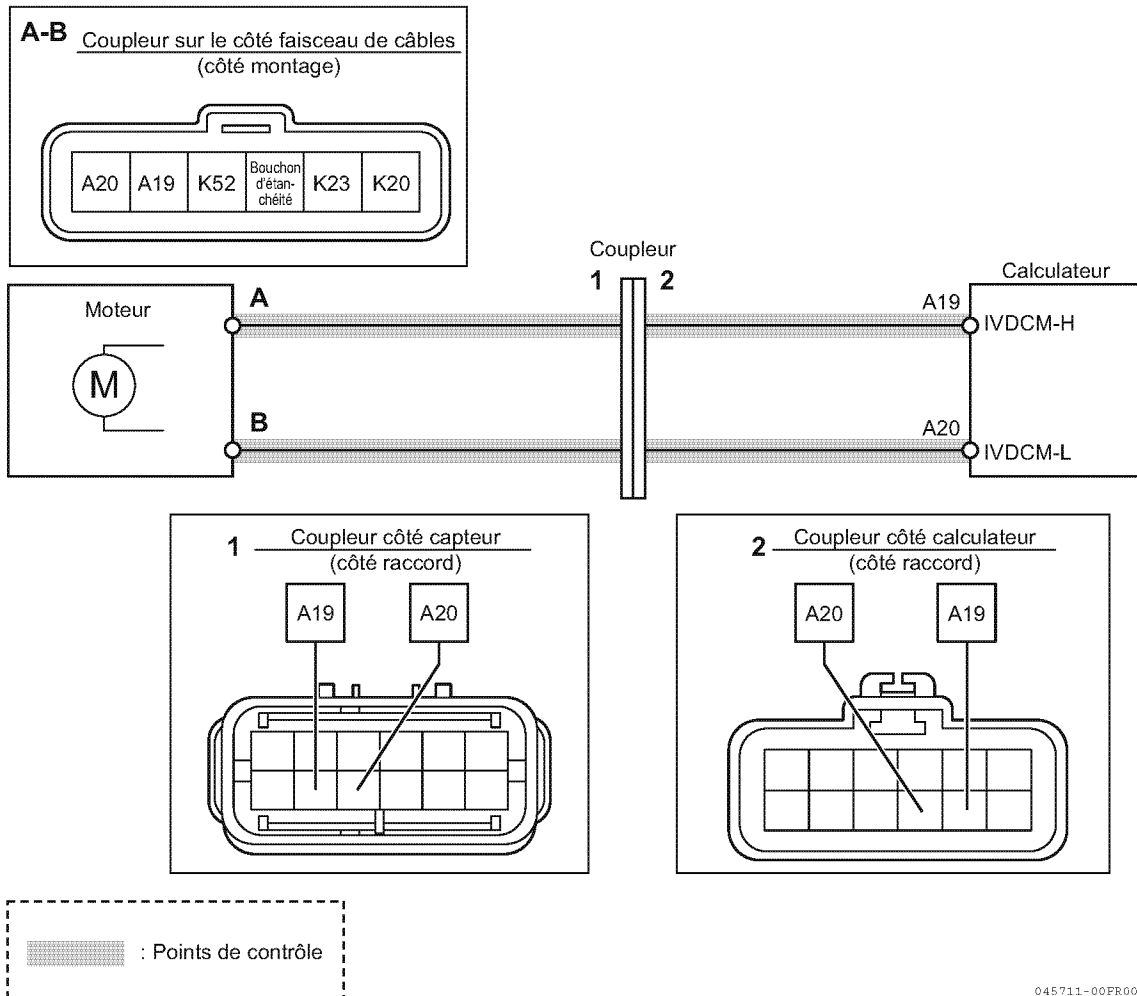 A-B Coupleur sur le côté faisceau de câbles
(côté montage)
A20 A19 K52 Bouchon d'étan- chéité K23 K20
Coupleur
1 2
Calculateur
Moteur
A
A19
IVDCM-H
M
B
A20
IVDCM-L
1 Coupleur côté capteur
(côté raccord)
A19 A20
2 Coupleur côté calculateur
(côté raccord)
A20 A19
: Points de contrôle
045711-00FR00